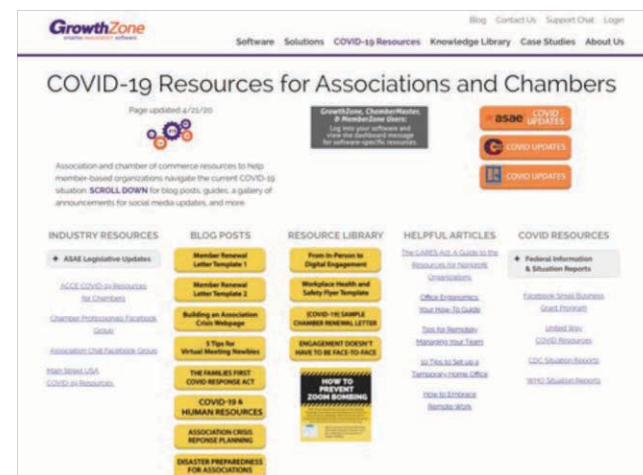 Blog Contact Us Support Chat Login
GrowthZone
Software Solutions COVID-19 Resources Knowledge Library Case Studies About Us
COVID-19 Resources for Associations and Chambers
Page updated 4/21/20
GrowthZone, ChamberMaster,
& MemberZone Users:
Log into your software and
view the dashboard message
for software-specific resources.
asae COVID UPDATES
COVID UPDATES
COVID UPDATES
Association and chamber of commerce resources to help
member-based organizations navigate the current COVID-19
situation. SCROLL DOWN for blog posts, guides, a gallery of
announcements for social media updates, and more.
INDUSTRY RESOURCES
+ ASAE Legislative Updates
ACCE COVID-19 Resources
for Chambers
Chamber Professionals Facebook
Group
Association Chat Facebook Group
Main Street USA
COVID-19 Resources
BLOG POSTS
Member Renewal
Letter Template 1
Member Renewal
Letter Template 2
Building an Association
Crisis Webpage
5 Tips for
Virtual Meeting Newbies
THE FAMILIES FIRST
COVID RESPONSE ACT
COVID-19 &
HUMAN RESOURCES
ASSOCIATION CRISIS
REPONSE PLANNING
DISASTER PREPAREDNESS
FOR ASSOCIATIONS
RESOURCE LIBRARY
From In-Person to
Digital Engagement
Workplace Health and
Safety Flyer Template
(COVID-19) SAMPLE
CHAMBER RENEWAL LETTER
ENGAGEMENT DOESN'T
HAVE TO BE FACE-TO-FACE
HOW TO
PREVENT
ZOOM BOMBING
HELPFUL ARTICLES
The CARES Act: A Guide to the
Resources for Nonprofit
Organizations
Office Ergonomics:
Your How-To Guide
Tips for Remotely
Managing Your Team
10 Tips to Set up a
Temporary Home Office
How to Embrace
Remote Work
COVID RESOURCES
+ Federal Information
& Situation Reports
Facebook Small Business
Grant Program
United Way
COVID Resources
CDC Situation Reports
WHO Situation Reports